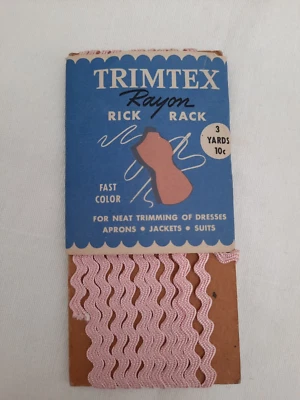 TRIMTEX
Rayon
RICK RACK
3
YARDS
10¢
FAST
COLOR
FOR NEAT TRIMMING OF DRESSES
APRONS • JACKETS • SUITS